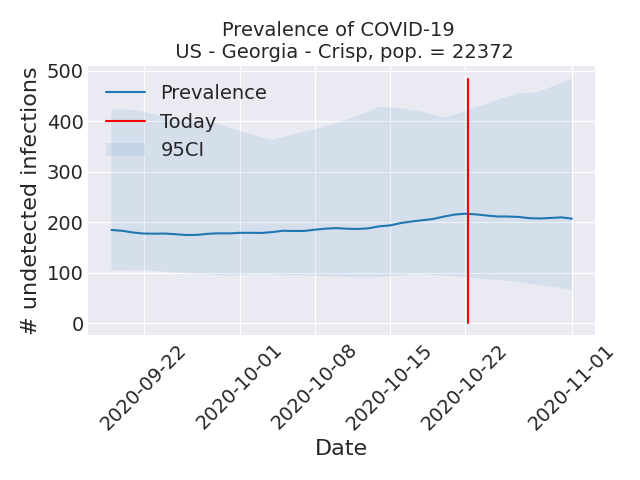 Prevalence of COVID-19
US - Georgia - Crisp, pop. = 22372
# undetected infections
500
400
300
200
100
0
Prevalence
Today
95CI
2020-09-22
2020-10-01
2020-10-08
2020-10-15
2020-10-22
2020-11-01
Date